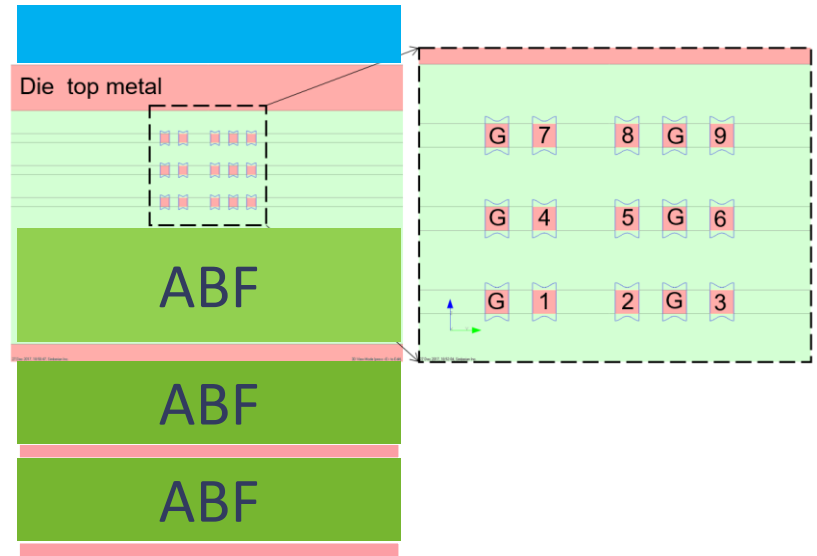 Die top metal
G 7 8 G 9
G 4 5 G 6
G 1 2 G 3
ABF
ABF
ABF